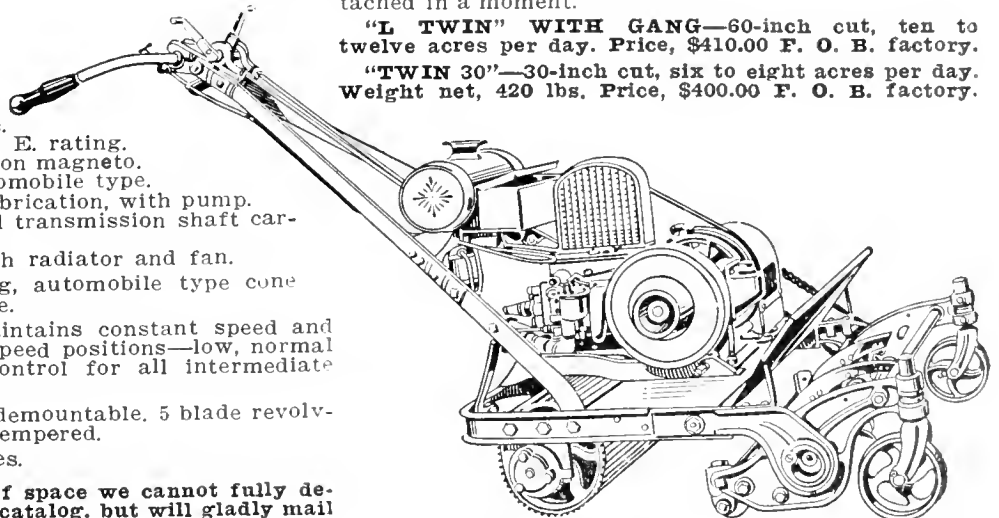 tached in a moment.
"L TWIN" WITH GANG—60-inch cut, ten to
twelve acres per day. Price, $410.00 F. O. B. factory.
"TWIN 30"—30-inch cut, six to eight acres per day.
Weight net, 420 lbs. Price, $400.00 F. O. B. factory.
E. rating.
on magneto.
omobile type.
brication, with pump.
l transmission shaft car-
h radiator and fan.
g, automobile type cone
e.
aintains constant speed and
peed positions—low, normal
ontrol for all intermediate
demountable. 5 blade revolv-
empered.
es.
f space we cannot fully de-
catalog, but will gladly mail